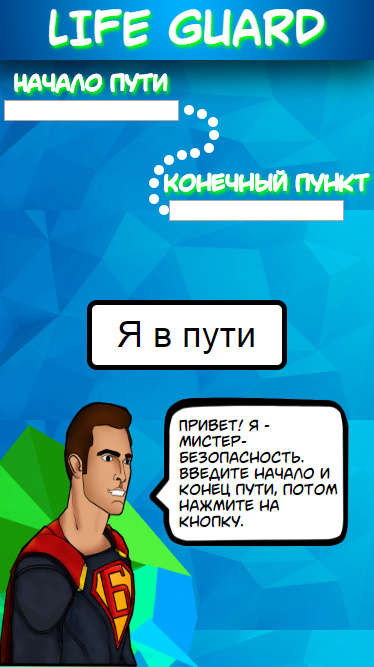 LIFE GUARD
НАЧАЛО ПУТИ
КОНЕЧНЫЙ ПУНКТ
Я в пути
ПРИВЕТ! Я -
МИСТЕР-
БЕЗОПАСНОСТЬ.
ВВЕДИТЕ НАЧАЛО И
КОНЕЦ ПУТИ, ПОТОМ
НАЖМИТЕ НА
КНОПКУ.
Б